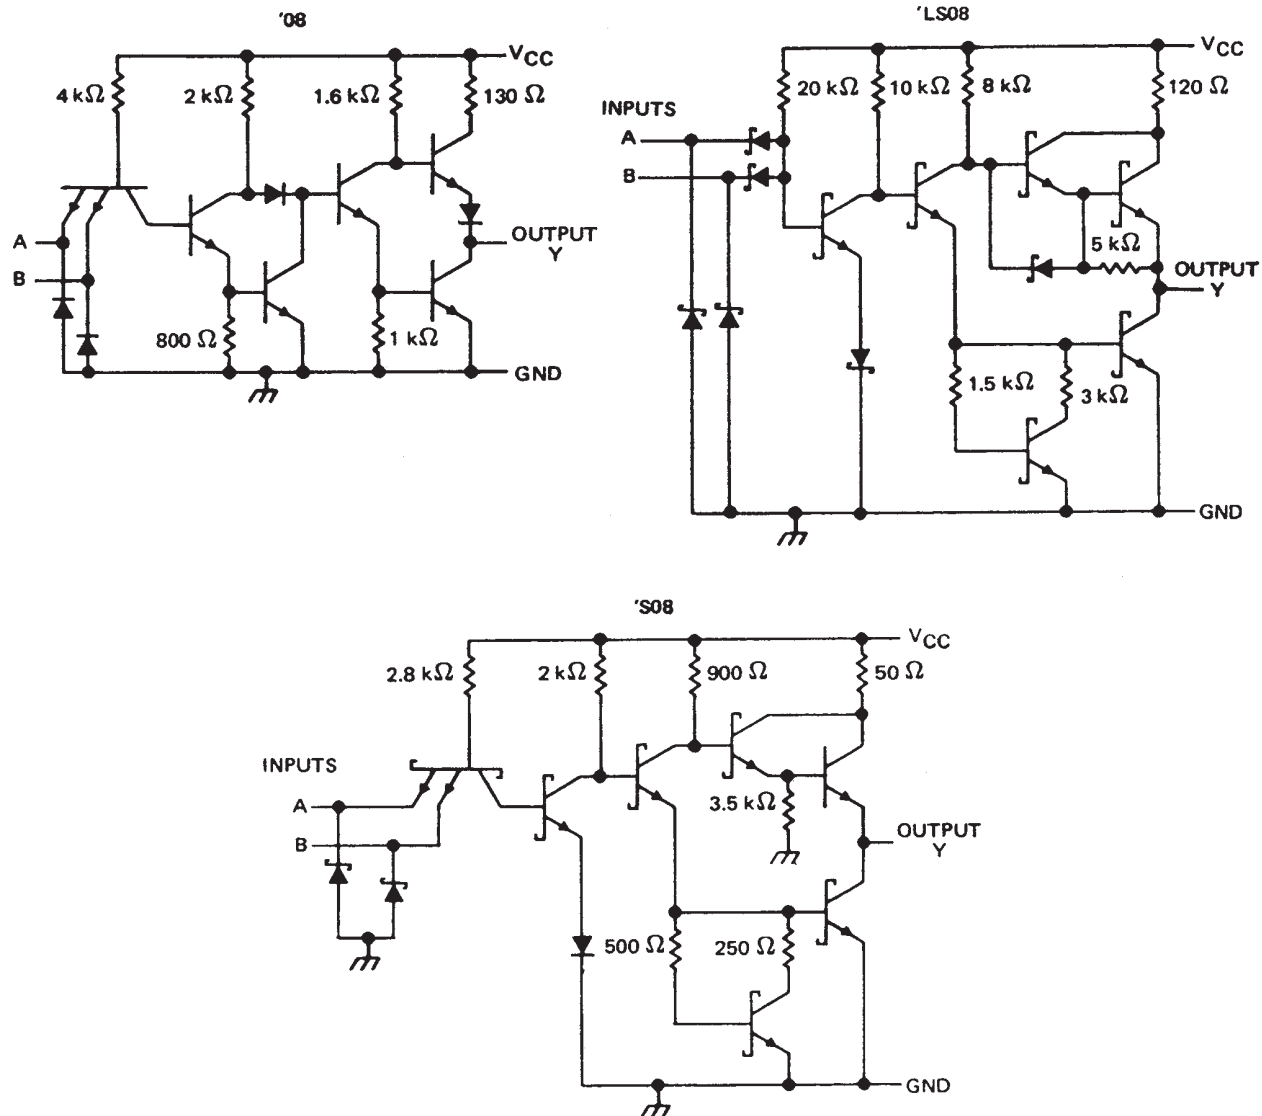 '08
VCC
4 kΩ
2 kΩ
1.6 kΩ
130 Ω
A
B
OUTPUT
Y
800 Ω
1 kΩ
GND
'LS08
VCC
20 kΩ
10 kΩ
8 kΩ
120 Ω
INPUTS
A
B
5 kΩ
OUTPUT
Y
1.5 kΩ
3 kΩ
GND
'S08
VCC
2.8 kΩ
2 kΩ
900 Ω
50 Ω
INPUTS
A
B
3.5 kΩ
OUTPUT
Y
500 Ω
250 Ω
GND